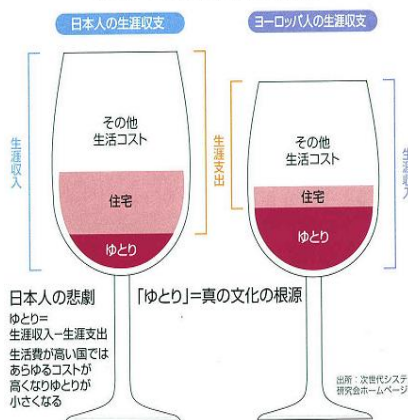 日本人の生涯収支
ヨーロッパ人の生涯収支
生涯収入
その他
生活コスト
住宅
ゆとり
生涯支出
その他
生活コスト
住宅
ゆとり
生涯収入
日本人の悲劇
ゆとり=
生涯収入−生涯支出
生活費が高い国では
あらゆるコストが
高くなりゆとりが
小さくなる
「ゆとり」=真の文化の根源
出所:次世代システ
研究会ホームページ